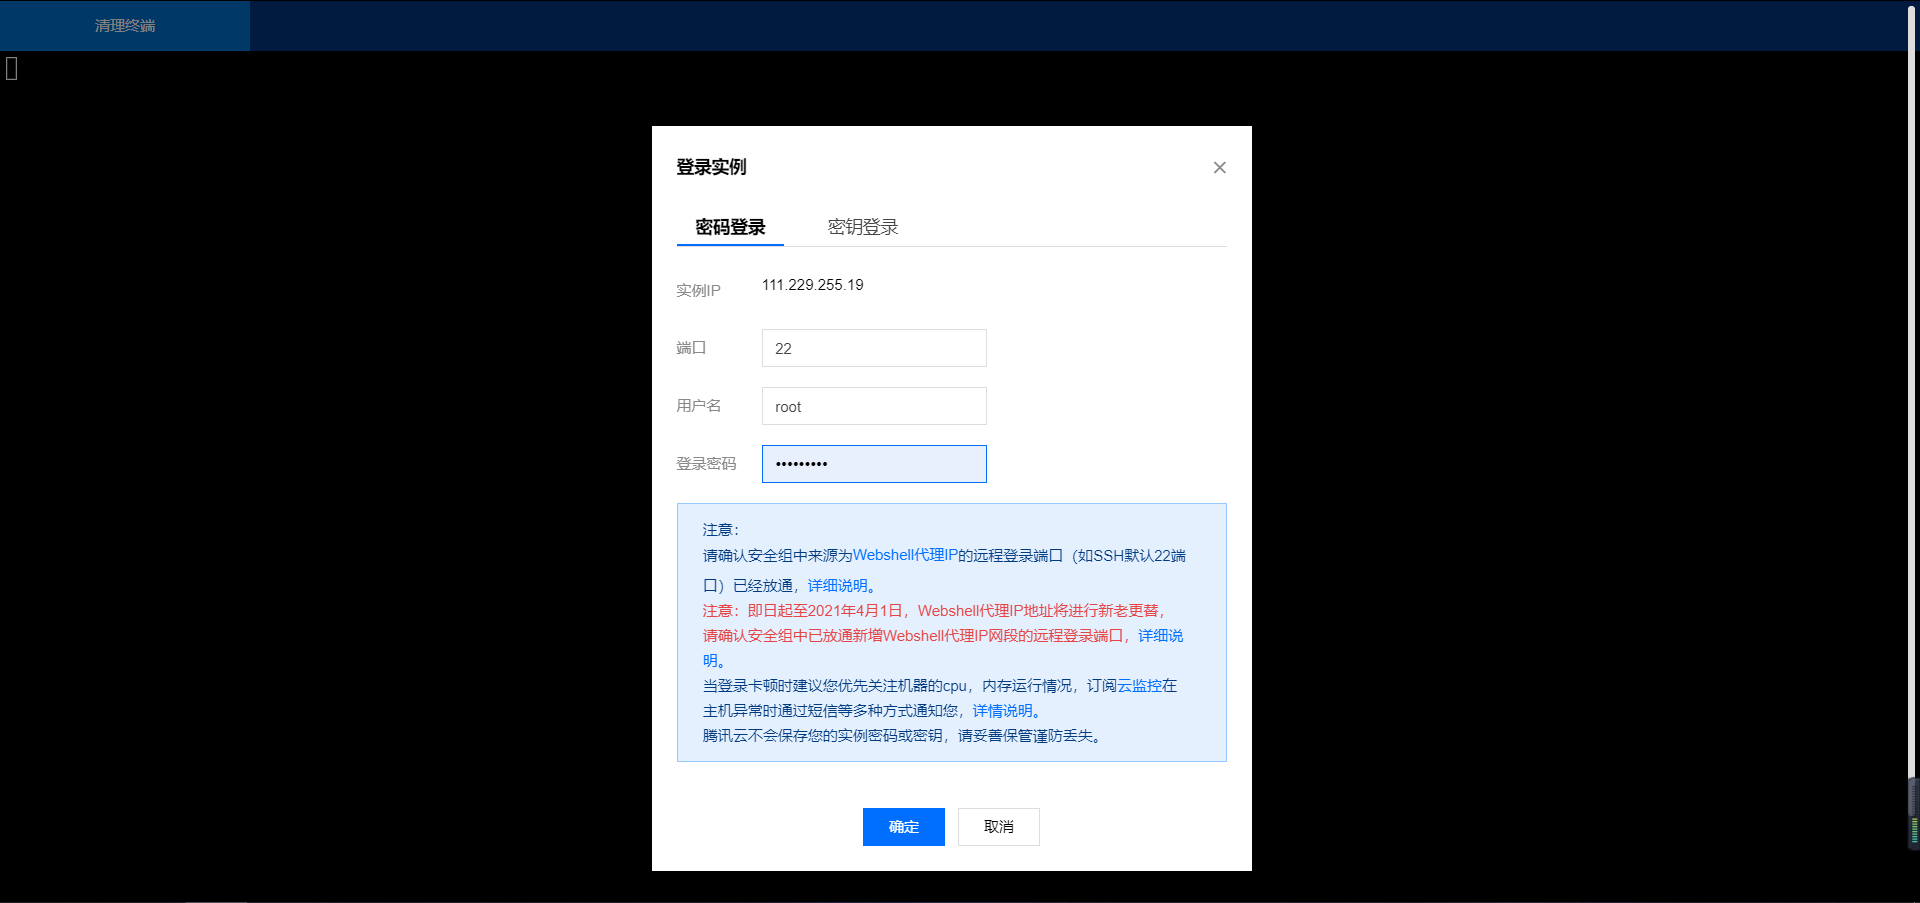 清理终端
登录实例
密码登录 密钥登录
实例IP 111.229.255.19
端口 22
用户名 root
登录密码 •••••••••
注意：
请确认安全组中来源为Webshell代理IP的远程登录端口（如SSH默认22端
口）已经放通，详细说明。
注意：即日起至2021年4月1日，Webshell代理IP地址将进行新老更替，
请确认安全组中已放通新增Webshell代理IP网段的远程登录端口，详细说
明。
当登录卡顿时建议您优先关注机器的cpu，内存运行情况，订阅云监控在
主机异常时通过短信等多种方式通知您，详情说明。
腾讯云不会保存您的实例密码或密钥，请妥善保管谨防丢失。
确定 取消